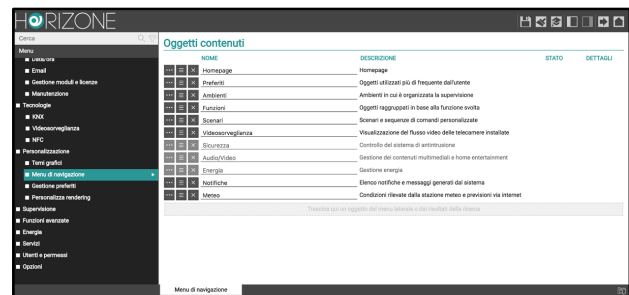 HORIZONE
Cerca
Menu
Data/ora
Email
Gestione moduli e licenze
Manutenzione
Tecnologie
KNX
Videosorveglianza
NFC
Personalizzazione
Temi grafici
Menu di navigazione
Gestione preferiti
Personalizza rendering
Supervisione
Funzioni avanzate
Energia
Servizi
Utenti e permessi
Opzioni
Oggetti contenuti
NOME DESCRIZIONE STATO DETTAGLI
Homepage Homepage
Preferiti Oggetti utilizzati più di frequente dall'utente
Ambienti Ambienti in cui è organizzata la supervisione
Funzioni Oggetti raggruppati in base alla funzione svolta
Scenari Scenari e sequenze di comandi personalizzate
Videosorveglianza Visualizzazione del flusso video delle telecamere installate
Sicurezza Controllo del sistema di antintrusione
Audio/Video Gestione dei contenuti multimediali e home entertainment
Energia Gestione energia
Notifiche Elenco notifiche e messaggi generati dal sistema
Meteo Condizioni rilevate dalla stazione meteo e previsioni via internet
Trascina qui un oggetto dal menu laterale o dai risultati della ricerca
Menu di navigazione